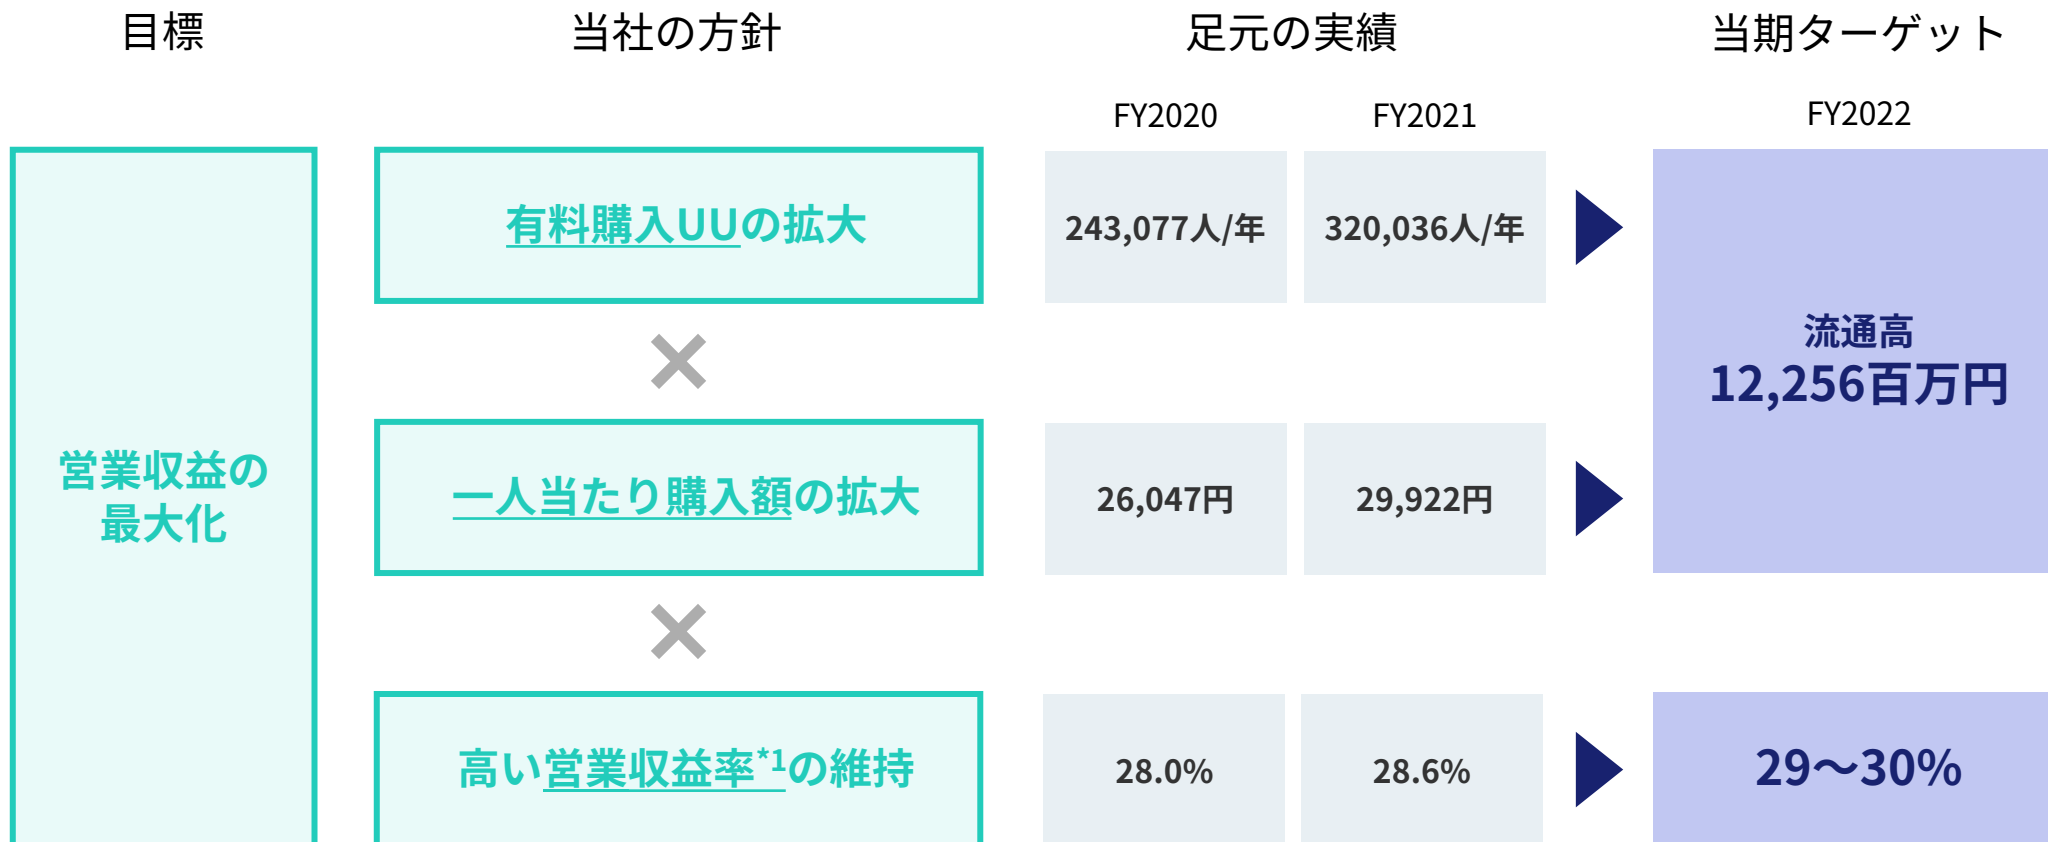 目標
当社の方針
足元の実績
当期ターゲット
FY2020
FY2021
FY2022
営業収益の
最大化
有料購入UUの拡大
243,077人/年
320,036人/年
流通高
12,256百万円
一人当たり購入額の拡大
26,047円
29,922円
高い営業収益率*1の維持
28.0%
28.6%
29～30%